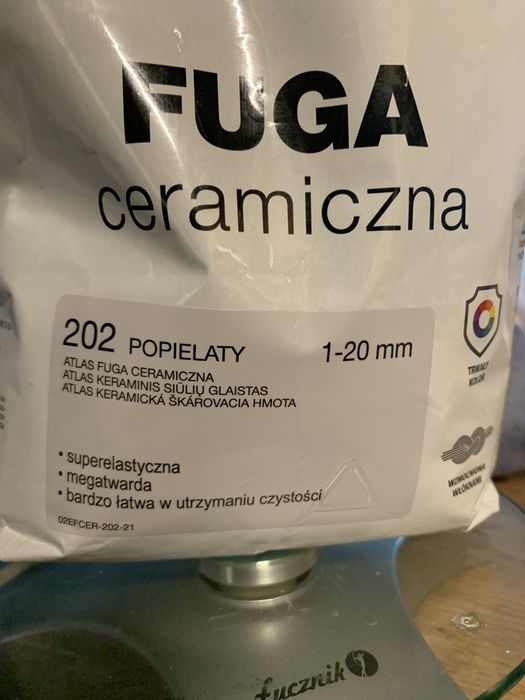 FUGA
ceramiczna
202 POPIELATY 1-20 mm
ATLAS FUGA CERAMICZNA
ATLAS KERAMINIS SIŪLIŲ GLAISTAS
ATLAS KERAMICKÁ ŠKÁROVACIA HMOTA
• superelastyczna
• megatwarda
• bardzo łatwa w utrzymaniu czystości
02EFCER-202-21
TRWAŁY
KOLOR
WZMOCNIONA
WŁÓKNAMI
łucznik